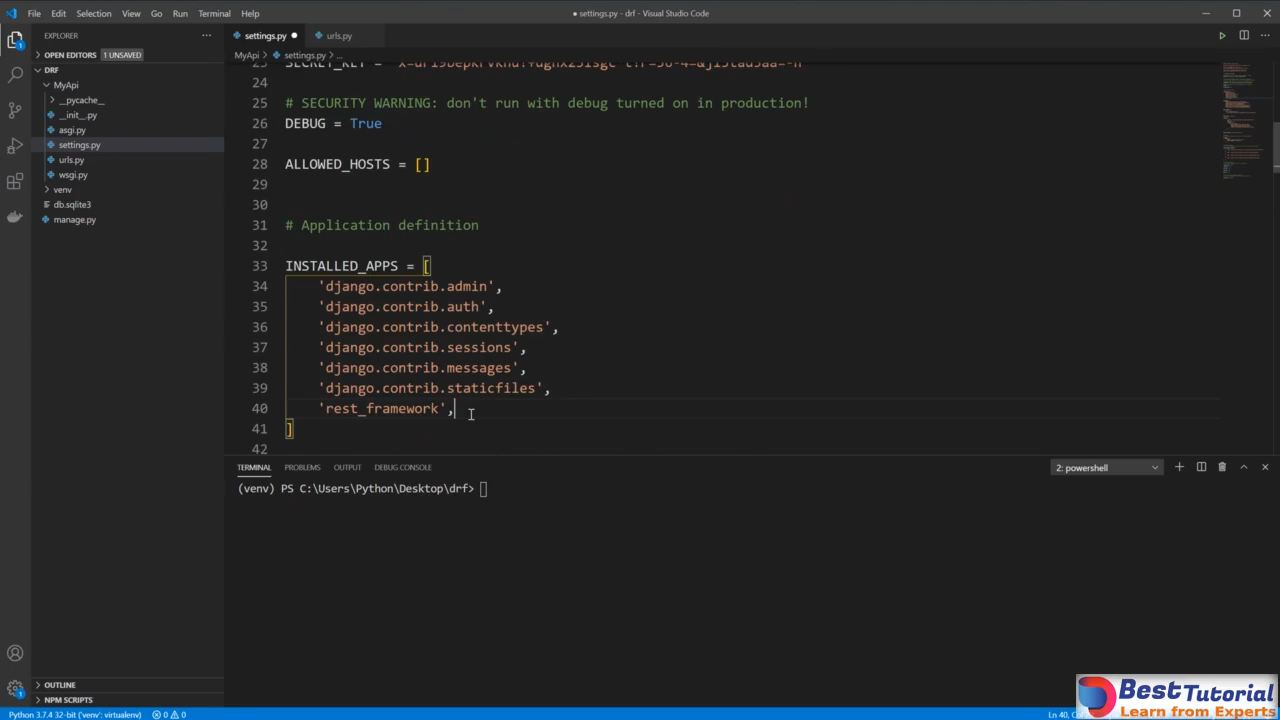 File Edit Selection View Go Run Terminal Help
● settings.py - drf - Visual Studio Code
EXPLORER
settings.py ●
urls.py
MyApi > settings.py > ...
OPEN EDITORS 1 UNSAVED
DRF
MyApi
__pycache__
__init__.py
asgi.py
settings.py
urls.py
wsgi.py
venv
db.sqlite3
manage.py
OUTLINE
NPM SCRIPTS
24
25 # SECURITY WARNING: don't run with debug turned on in production!
26 DEBUG = True
27
28 ALLOWED_HOSTS = []
29
30
31 # Application definition
32
33 INSTALLED_APPS = [
34 'django.contrib.admin',
35 'django.contrib.auth',
36 'django.contrib.contenttypes',
37 'django.contrib.sessions',
38 'django.contrib.messages',
39 'django.contrib.staticfiles',
40 'rest_framework',
41 ]
42
TERMINAL PROBLEMS OUTPUT DEBUG CONSOLE
2: powershell
(venv) PS C:\Users\Python\Desktop\drf>
Python 3.7.4 32-bit ('venv': virtualenv) 0 0
Ln 40,
BestTutorial
Learn from Experts